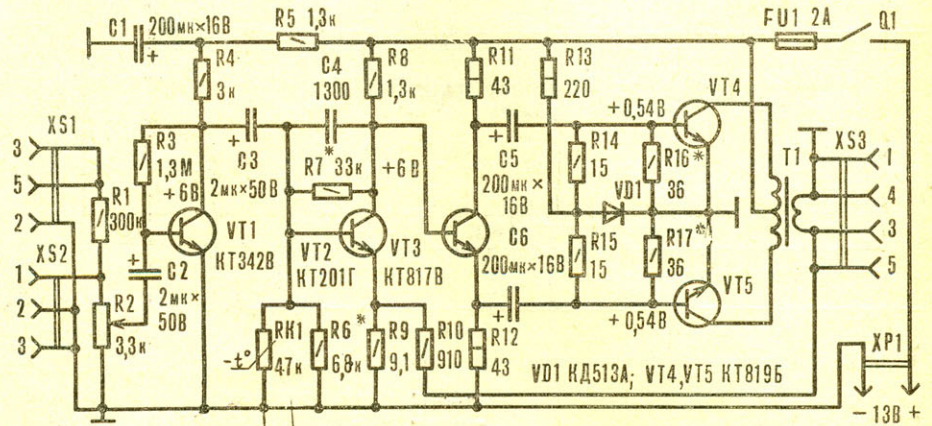 C1
200мк×16В
+
R5 1,3к
FU1 2А
Q1
R4
3к
C4
1300
R8
1,3к
R11
43
R13
220
VT4
+0,54В
XS1
3
5
2
R3
1,3М
+6В
+
C3
2мк×50В
*
R7 33к
+6В
+
C5
200мк×
16В
R14
15
R16*
36
VD1
T1
XS3
1
4
3
5
R1
300к
VT1
КТ342В
XS2
1
2
3
+
C2
2мк×
50В
VT2
КТ201Г
VT3
КТ817В
C6
200мк×16В
+
R15
15
R17*
36
VT5
+0,54В
R2
3,3к
-t°
RK1
47к
R6
6,8к
*
R9
9,1
R10
910
R12
43
VD1 КД513А; VT4,VT5 КТ819Б
XP1
- 13В +